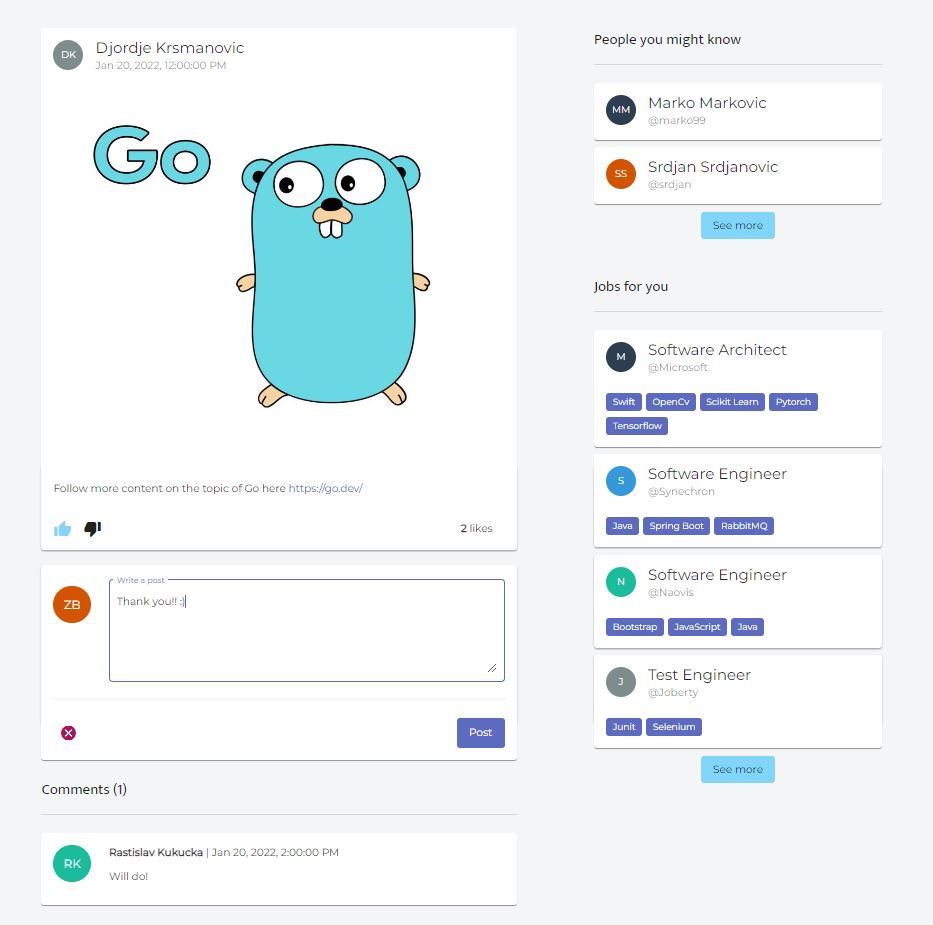 DK
Djordje Krsmanovic
Jan 20, 2022, 12:00:00 PM
Go
Follow more content on the topic of Go here https://go.dev/
2 likes
Write a post
ZB
Thank you!! :)
Post
Comments (1)
RK
Rastislav Kukucka | Jan 20, 2022, 2:00:00 PM
Will do!
People you might know
MM
Marko Markovic
@marko99
SS
Srdjan Srdjanovic
@srdjan
See more
Jobs for you
M
Software Architect
@Microsoft
Swift OpenCv Scikit Learn Pytorch
Tensorflow
S
Software Engineer
@Synechron
Java Spring Boot RabbitMQ
N
Software Engineer
@Naovis
Bootstrap JavaScript Java
J
Test Engineer
@Joberty
Junit Selenium
See more